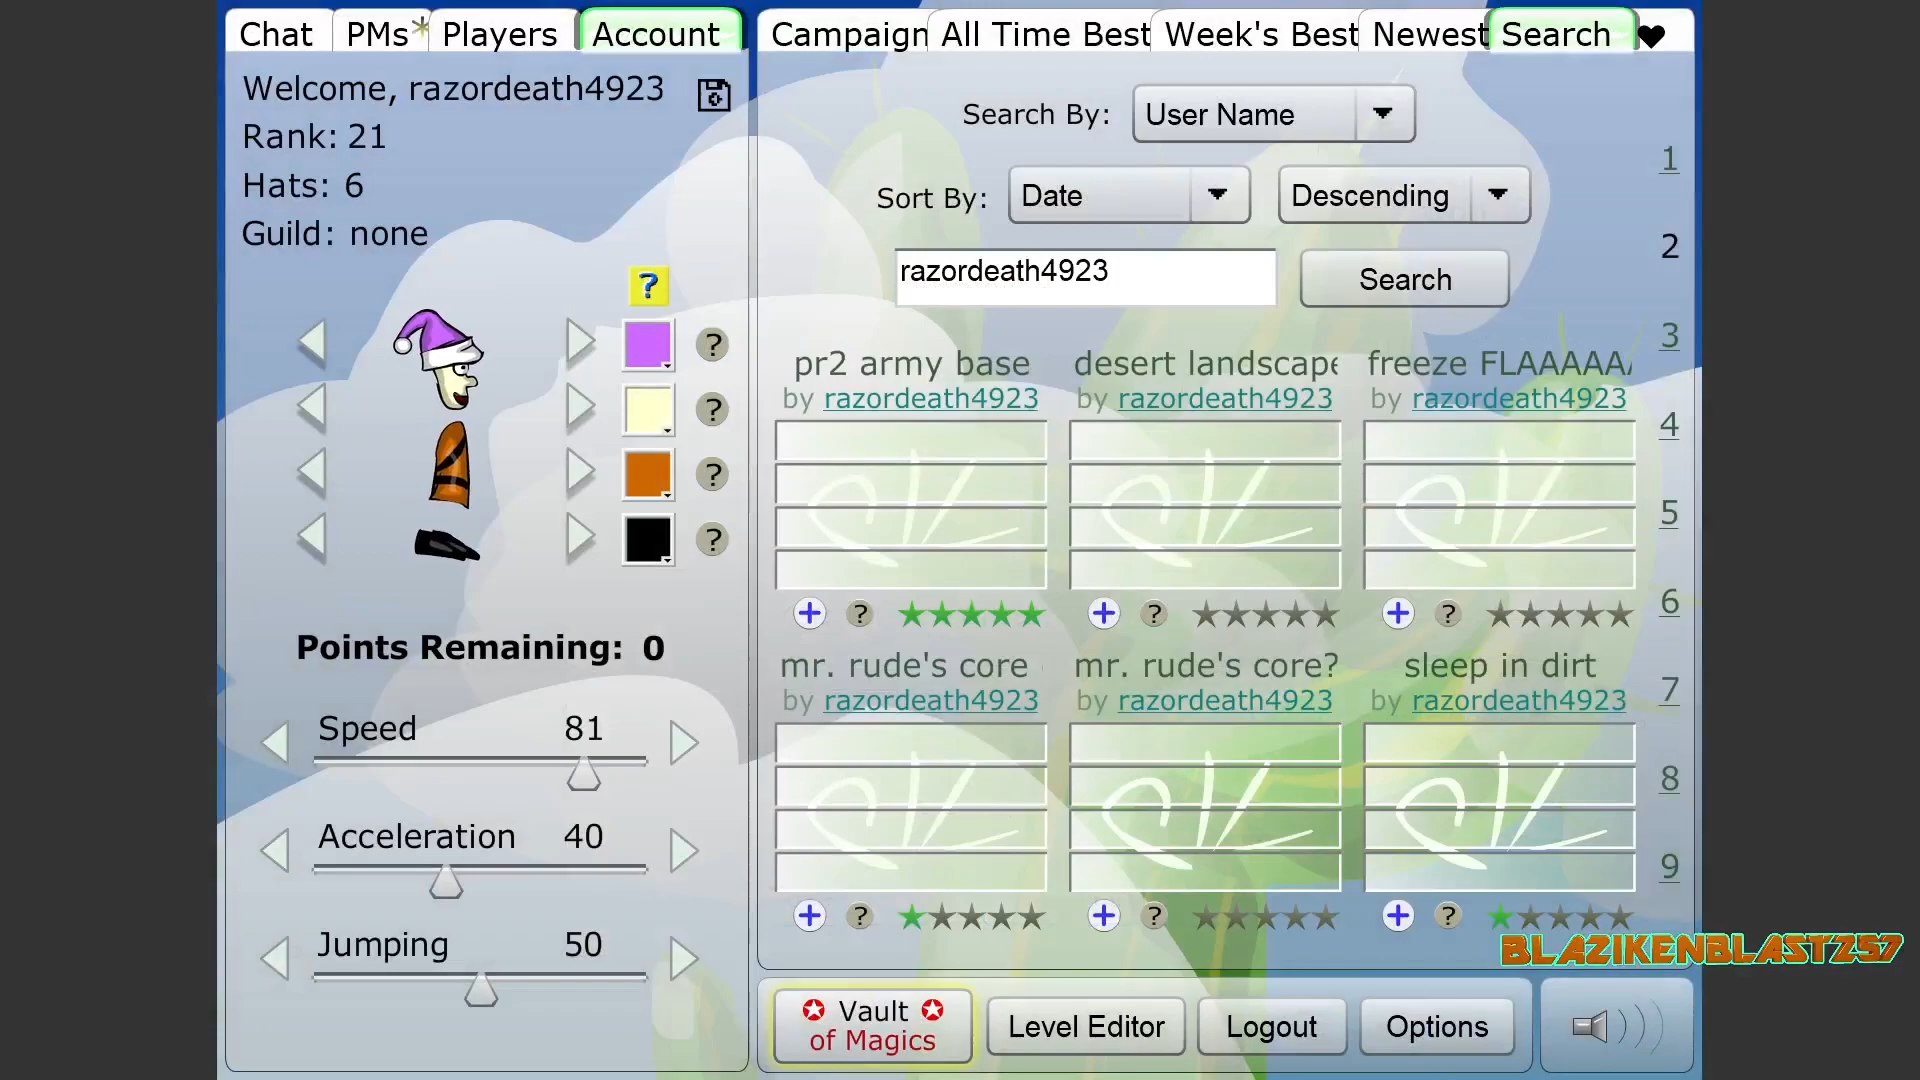 Chat PMs* Players Account
Campaign All Time Best Week's Best Newest Search ♥
Welcome, razordeath4923
Rank: 21
Hats: 6
Guild: none
?
?
?
?
?
Points Remaining: 0
Speed 81
Acceleration 40
Jumping 50
Search By: User Name
Sort By: Date Descending
razordeath4923 Search
pr2 army base
by razordeath4923
?
desert landscape
by razordeath4923
?
freeze FLAAAAA
by razordeath4923
?
mr. rude's core
by razordeath4923
?
mr. rude's core?
by razordeath4923
?
sleep in dirt
by razordeath4923
?
1
2
3
4
5
6
7
8
9
BLAZIKENBLAST257
Vault
of Magics
Level Editor Logout Options